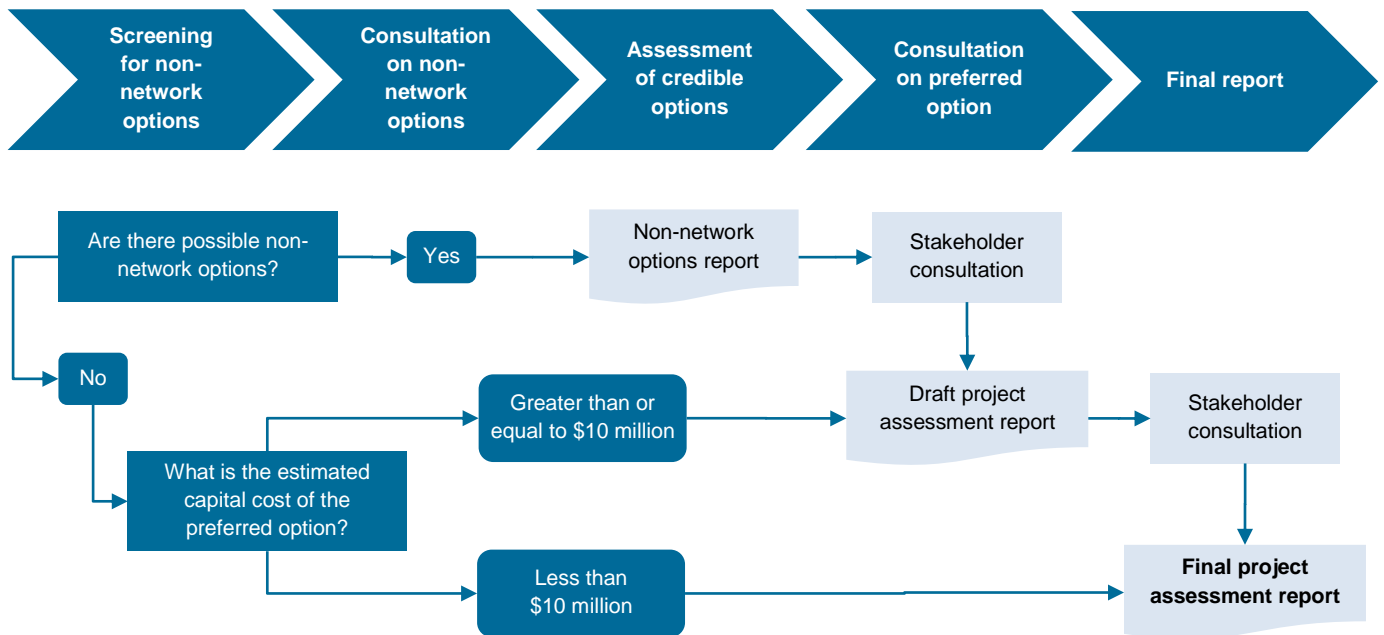 Screening
for non-
network
options
Consultation
on non-
network
options
Assessment
of credible
options
Consultation
on preferred
option
Final report
Are there possible non-
network options?
Yes
Non-network
options report
Stakeholder
consultation
No
Greater than or
equal to $10 million
Draft project
assessment report
Stakeholder
consultation
What is the estimated
capital cost of the
preferred option?
Less than
$10 million
Final project
assessment report